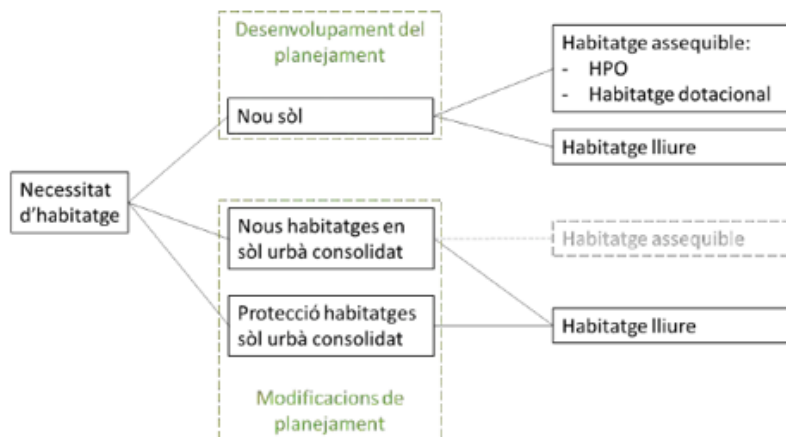 Desenvolupament del
planejament
Nou sòl
Habitatge assequible:
- HPO
- Habitatge dotacional
Habitatge lliure
Necessitat
d'habitatge
Nous habitatges en
sòl urbà consolidat
Habitatge assequible
Protecció habitatges
sòl urbà consolidat
Habitatge lliure
Modificacions de
planejament